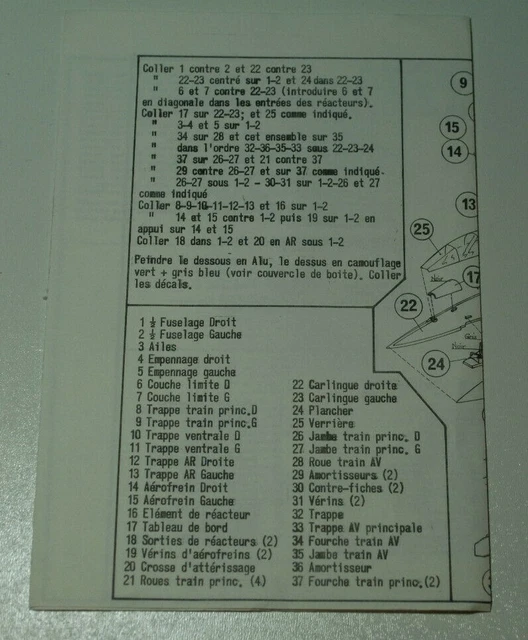 Coller 1 contre 2 et 22 contre 23
" 22-23 centré sur 1-2 et 24 dans 22-23
" 6 et 7 contre 22-23 (introduire 6 et 7
en diagonale dans les entrées des réacteurs).
Coller 17 sur 22-23; et 25 comme indiqué.
" 3-4 et 5 sur 1-2
" 34 sur 28 et cet ensemble sur 35
" dans l'ordre 32-36-35-33 sous 22-23-24
" 37 sur 26-27 et 21 contre 37
" 29 contre 26-27 et sur 37 comme indiqué.
" 26-27 sous 1-2 - 30-31 sur 1-2-26 et 27
comme indiqué
Coller 8-9-10-11-12-13 et 16 sur 1-2
" 14 et 15 contre 1-2 puis 19 sur 1-2 en
appui sur 14 et 15
Coller 18 dans 1-2 et 20 en AR sous 1-2
Peindre le dessous en Alu, le dessus en camouflage
vert + gris bleu (voir couvercle de boite). Coller
les décals.
1 ½ Fuselage Droit
2 ½ Fuselage Gauche
3 Ailes
4 Empennage droit
5 Empennage gauche
6 Couche limite D
7 Couche limite G
8 Trappe train princ.D
9 Trappe train princ.G
10 Trappe ventrale D
11 Trappe ventrale G
12 Trappe AR Droite
13 Trappe AR Gauche
14 Aérofrein Droit
15 Aérofrein Gauche
16 Elément de réacteur
17 Tableau de bord
18 Sorties de réacteurs (2)
19 Vérins d'aérofreins (2)
20 Crosse d'attérissage
21 Roues train princ. (4)
22 Carlingue droite
23 Carlingue gauche
24 Plancher
25 Verrière
26 Jambe train princ. D
27 Jambe train princ. G
28 Roue train AV
29 Amortisseurs (2)
30 Contre-fiches (2)
31 Vérins (2)
32 Trappe
33 Trappe AV principale
34 Fourche train AV
35 Jambe train AV
36 Amortisseur
37 Fourche train princ.(2)
9
15
14
13
25
17
22
24